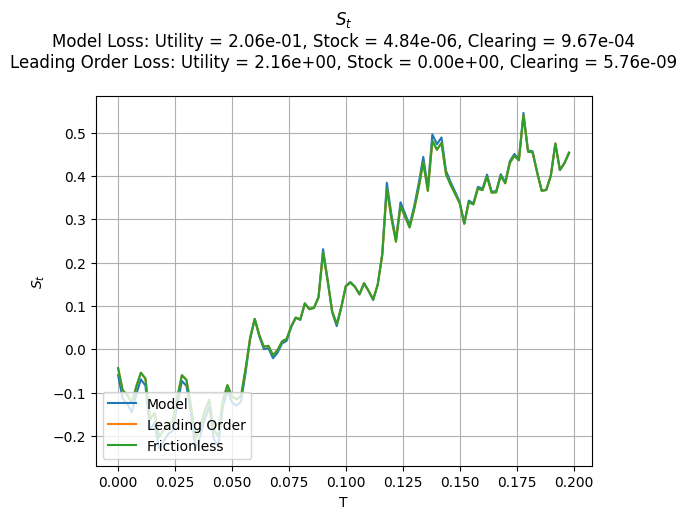 S_t
Model Loss: Utility = 2.06e-01, Stock = 4.84e-06, Clearing = 9.67e-04
Leading Order Loss: Utility = 2.16e+00, Stock = 0.00e+00, Clearing = 5.76e-09
0.5
0.4
0.3
0.2
0.1
0.0
−0.1
−0.2
S_t
Model
Leading Order
Frictionless
0.000 0.025 0.050 0.075 0.100 0.125 0.150 0.175 0.200
T